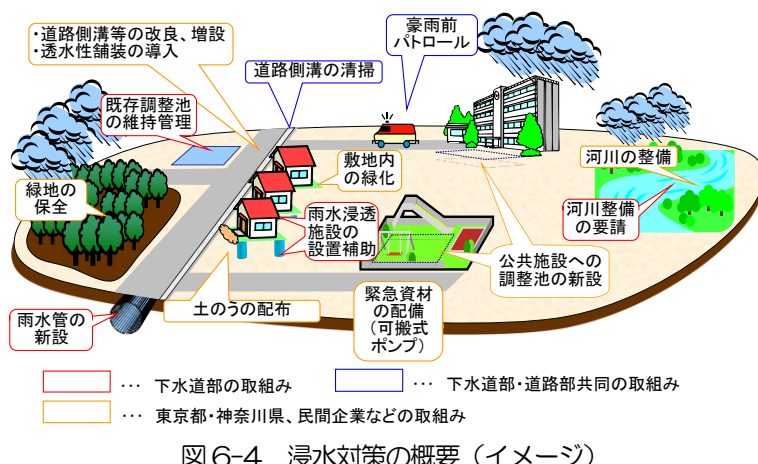 ・道路側溝等の改良、増設
・透水性舗装の導入
豪雨前
パトロール
道路側溝の清掃
既存調整池
の維持管理
敷地内
の緑化
河川の整備
緑地の
保全
雨水浸透
施設の
設置補助
河川整備
の要請
公共施設への
調整池の新設
土のうの配布
緊急資材
の配備
（可搬式
ポンプ）
雨水管の
新設
… 下水道部の取組み
… 下水道部・道路部共同の取組み
… 東京都・神奈川県、民間企業などの取組み
図6-4 浸水対策の概要（イメージ）